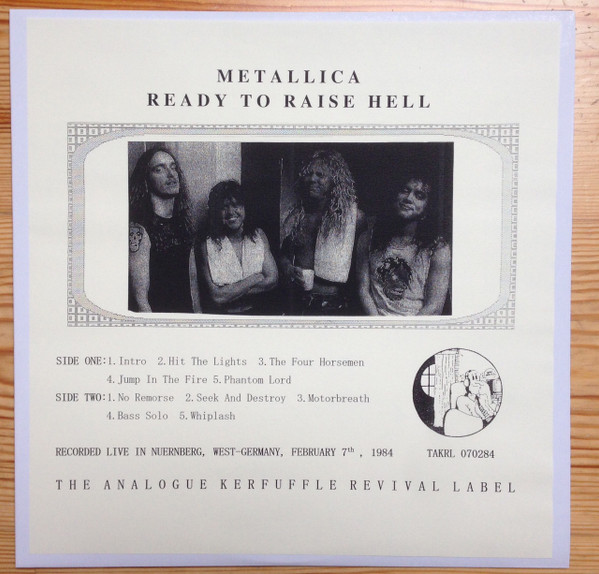 METALLICA
READY TO RAISE HELL
SIDE ONE:1.Intro 2.Hit The Lights 3.The Four Horsemen
4.Jump In The Fire 5.Phantom Lord
SIDE TWO:1.No Remorse 2.Seek And Destroy 3.Motorbreath
4.Bass Solo 5.Whiplash
RECORDED LIVE IN NUERNBERG, WEST-GERMANY, FEBRUARY 7th , 1984 TAKRL 070284
THE ANALOGUE KERFUFFLE REVIVAL LABEL